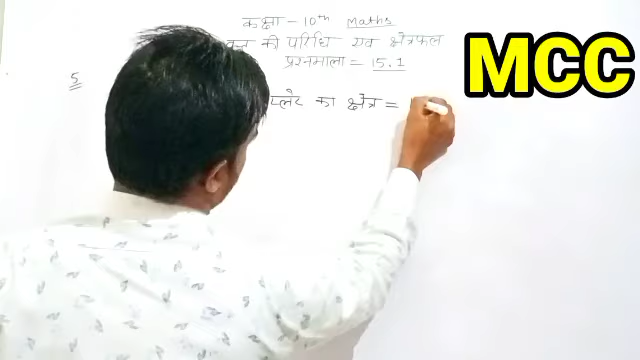 कक्षा - 10th Maths
की परिधि एवं क्षेत्रफल
प्रश्नमाला = 15.1
5
प्लेट का क्षेत्र =
MCC